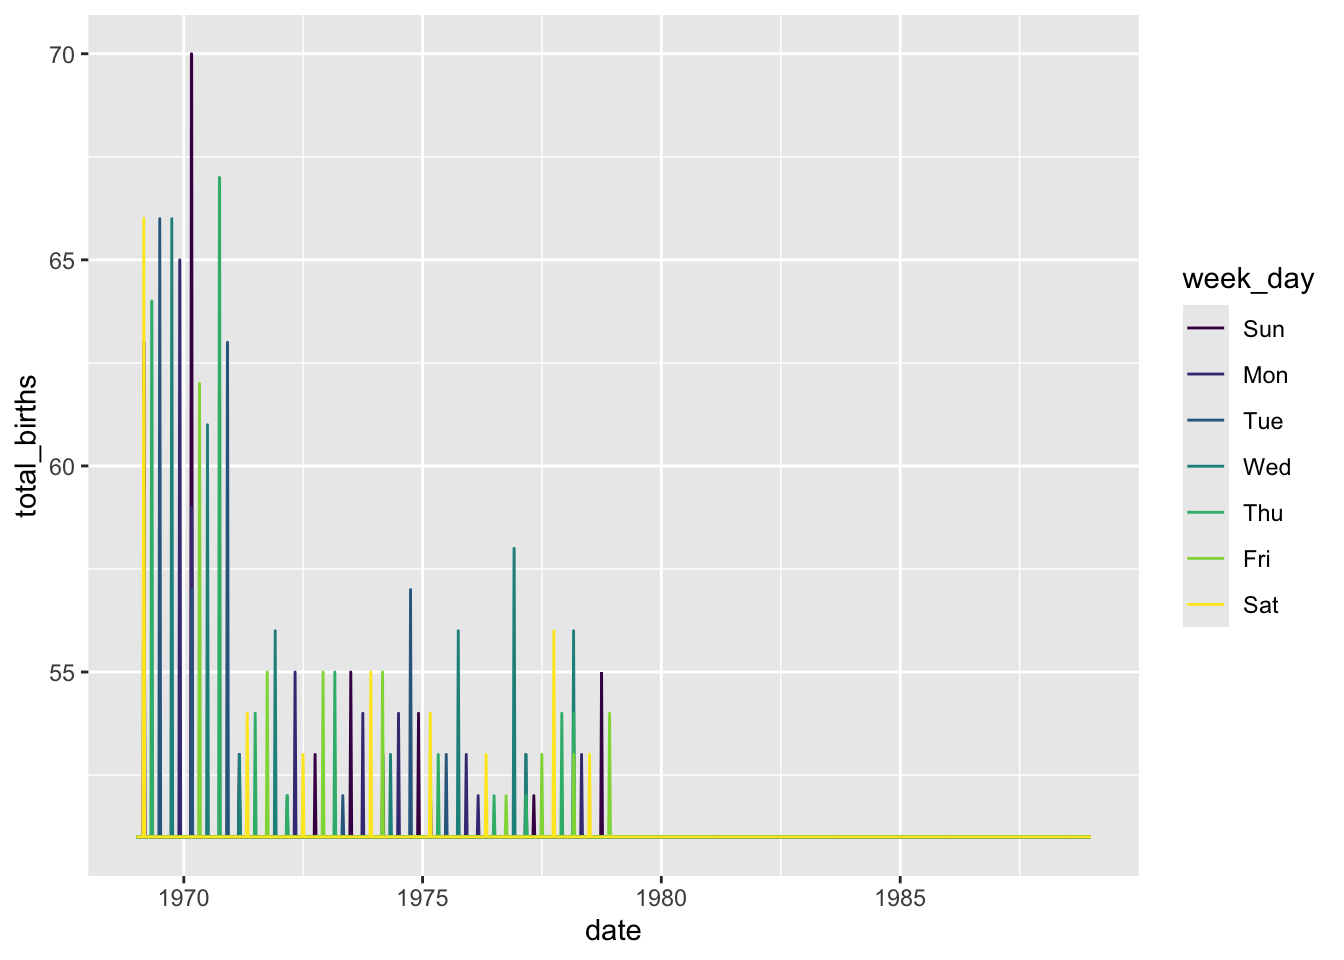 70
65
60
55
total_births
1970
1975
1980
1985
date
week_day
Sun
Mon
Tue
Wed
Thu
Fri
Sat